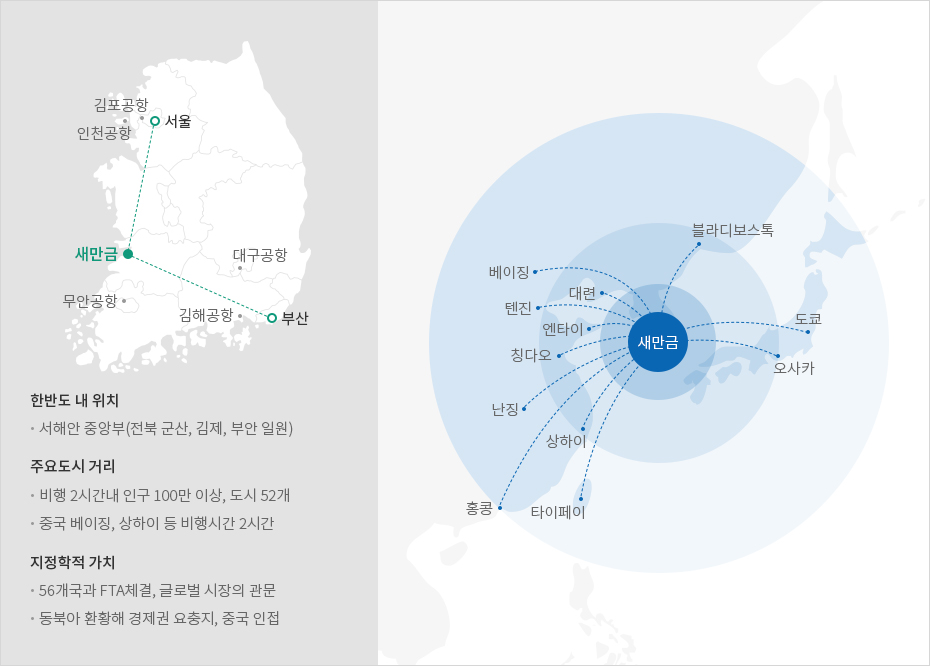 김포공항
인천공항
서울
새만금
대구공항
무안공항
김해공항
부산
한반도 내 위치
· 서해안 중앙부(전북 군산, 김제, 부안 일원)
주요도시 거리
· 비행 2시간내 인구 100만 이상, 도시 52개
· 중국 베이징, 상하이 등 비행시간 2시간
지정학적 가치
· 56개국과 FTA체결, 글로벌 시장의 관문
· 동북아 환황해 경제권 요충지, 중국 인접
블라디보스톡
베이징
대련
텐진
엔타이
도쿄
새만금
칭다오
오사카
난징
상하이
홍콩
타이페이